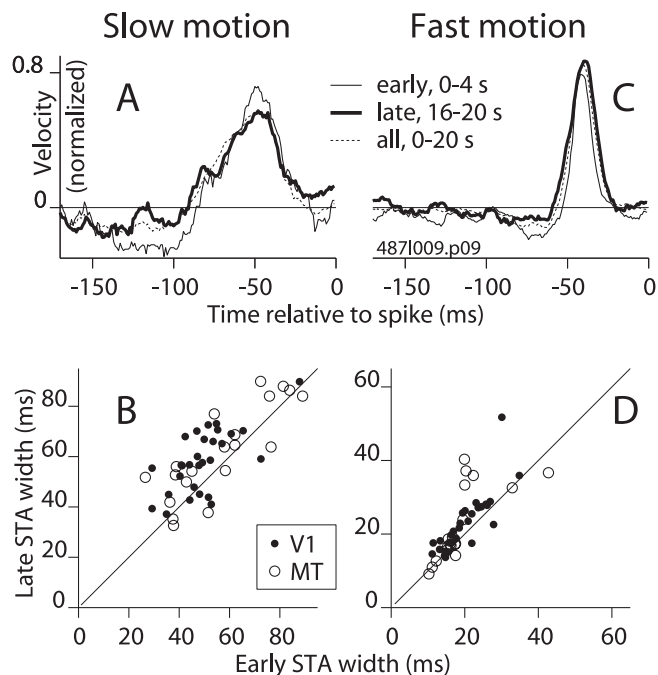 Slow motion
Fast motion
Velocity
(normalized)
0.8
0
A
early, 0-4 s
late, 16-20 s
all, 0-20 s
C
487l009.p09
-150 -100 -50 0
-150 -100 -50 0
Time relative to spike (ms)
Late STA width (ms)
80
40
0
B
V1
MT
0 20 40 60 80
60
40
20
0
D
0 20 40 60
Early STA width (ms)